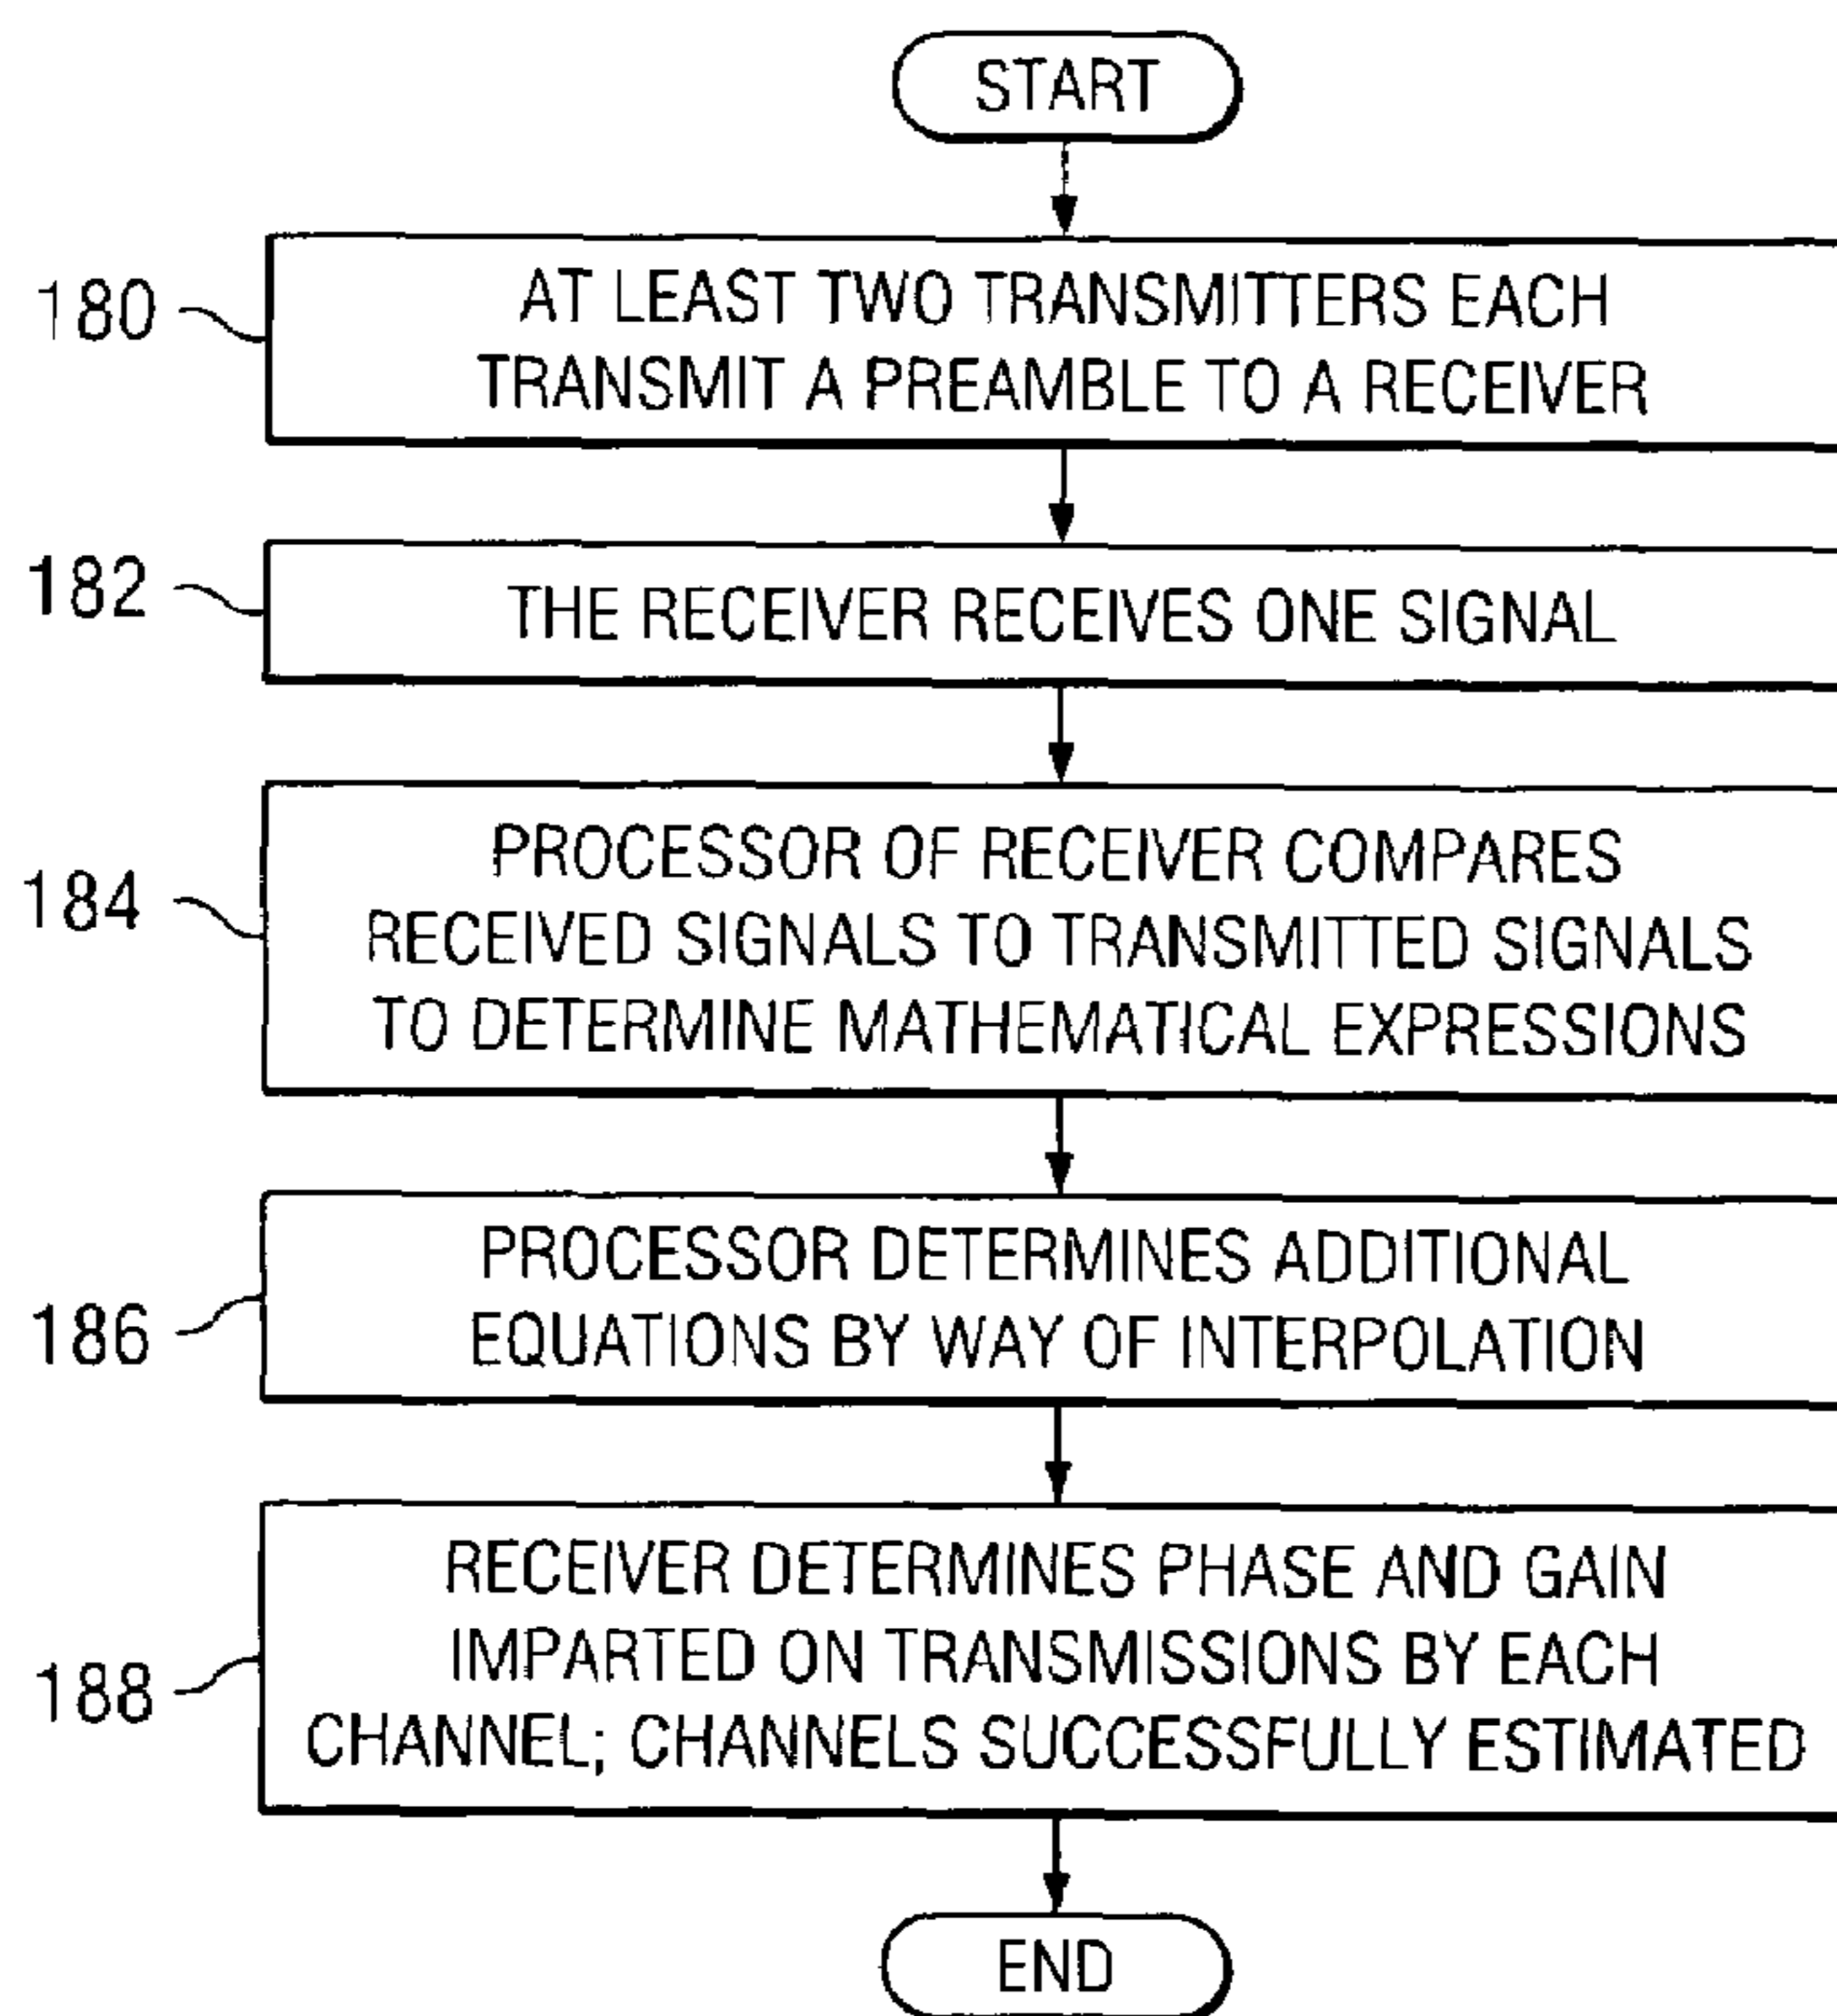 START
180
AT LEAST TWO TRANSMITTERS EACH
TRANSMIT A PREAMBLE TO A RECEIVER
182
THE RECEIVER RECEIVES ONE SIGNAL
184
PROCESSOR OF RECEIVER COMPARES
RECEIVED SIGNALS TO TRANSMITTED SIGNALS
TO DETERMINE MATHEMATICAL EXPRESSIONS
186
PROCESSOR DETERMINES ADDITIONAL
EQUATIONS BY WAY OF INTERPOLATION
188
RECEIVER DETERMINES PHASE AND GAIN
IMPARTED ON TRANSMISSIONS BY EACH
CHANNEL; CHANNELS SUCCESSFULLY ESTIMATED
END